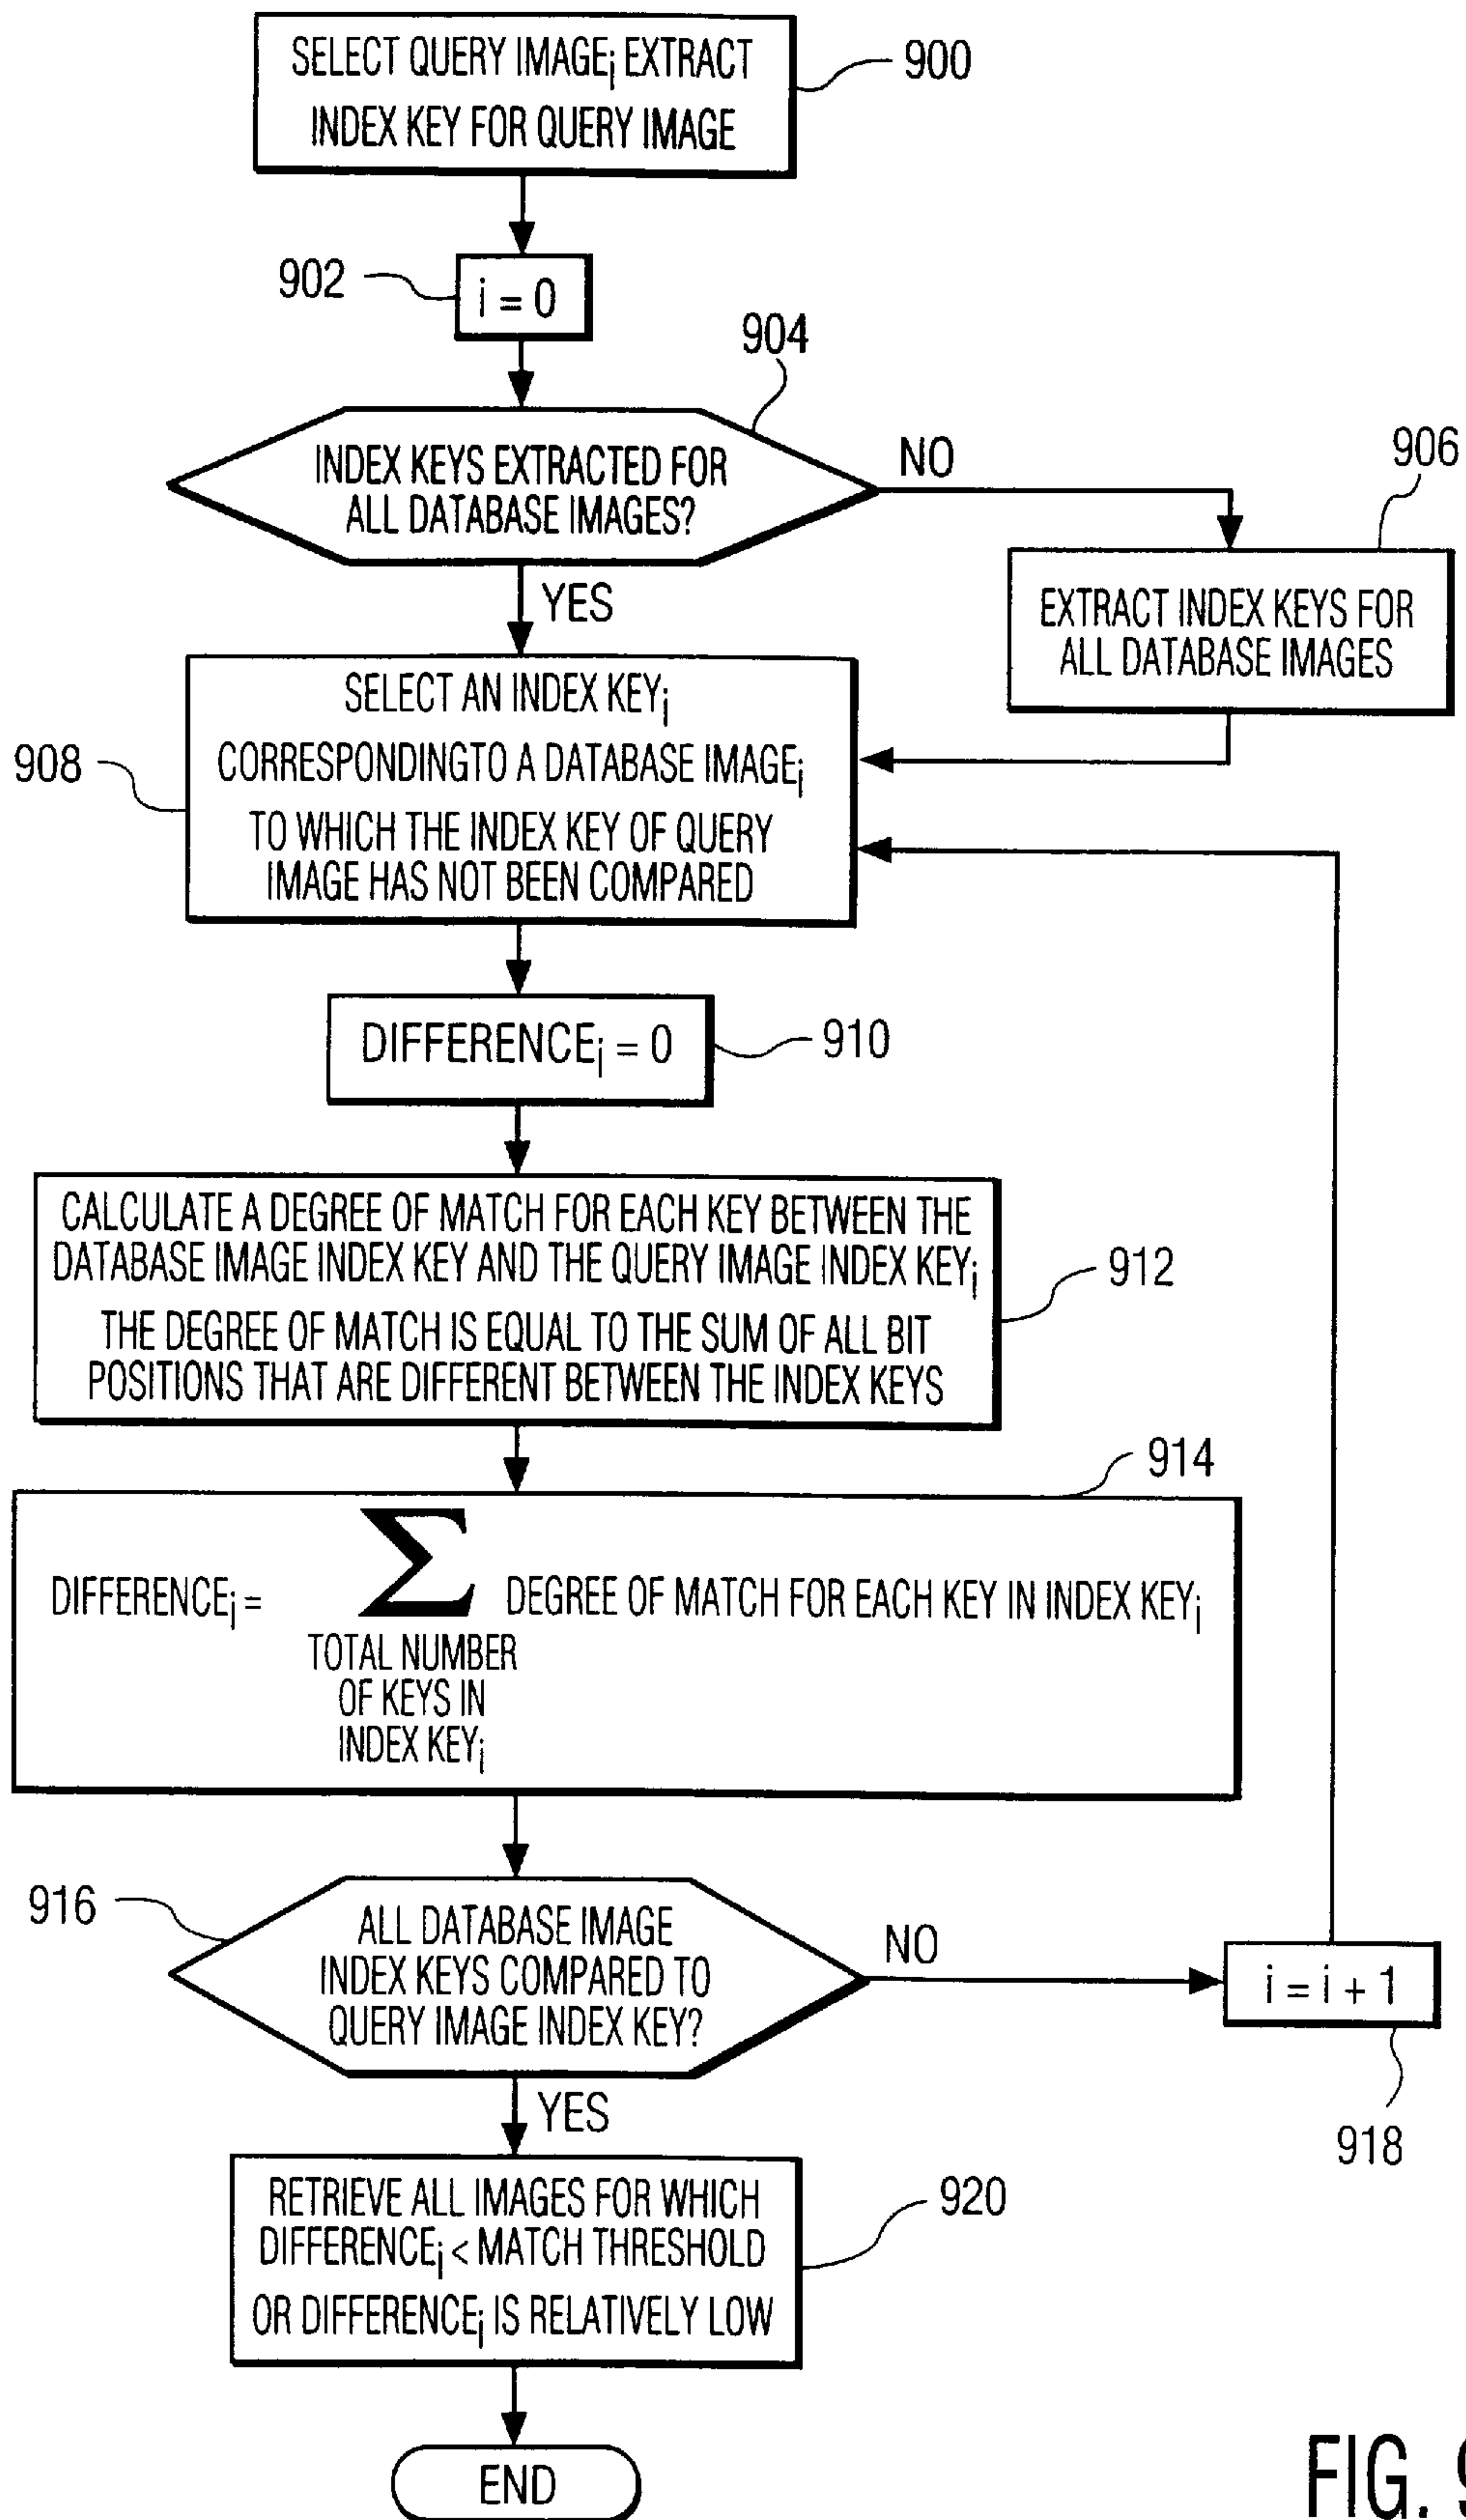 SELECT QUERY IMAGEj EXTRACT
INDEX KEY FOR QUERY IMAGE
900
902
i = 0
904
INDEX KEYS EXTRACTED FOR
ALL DATABASE IMAGES?
NO
906
YES
EXTRACT INDEX KEYS FOR
ALL DATABASE IMAGES
908
SELECT AN INDEX KEYi
CORRESPONDINGTO A DATABASE IMAGEi
TO WHICH THE INDEX KEY OF QUERY
IMAGE HAS NOT BEEN COMPARED
DIFFERENCEi = 0
910
CALCULATE A DEGREE OF MATCH FOR EACH KEY BETWEEN THE
DATABASE IMAGE INDEX KEY AND THE QUERY IMAGE INDEX KEYi
THE DEGREE OF MATCH IS EQUAL TO THE SUM OF ALL BIT
POSITIONS THAT ARE DIFFERENT BETWEEN THE INDEX KEYS
912
914
DIFFERENCEi = Σ DEGREE OF MATCH FOR EACH KEY IN INDEX KEYi
TOTAL NUMBER
OF KEYS IN
INDEX KEYi
916
ALL DATABASE IMAGE
INDEX KEYS COMPARED TO
QUERY IMAGE INDEX KEY?
NO
i = i + 1
918
YES
RETRIEVE ALL IMAGES FOR WHICH
DIFFERENCEi < MATCH THRESHOLD
OR DIFFERENCEi IS RELATIVELY LOW
920
END
FIG. 9